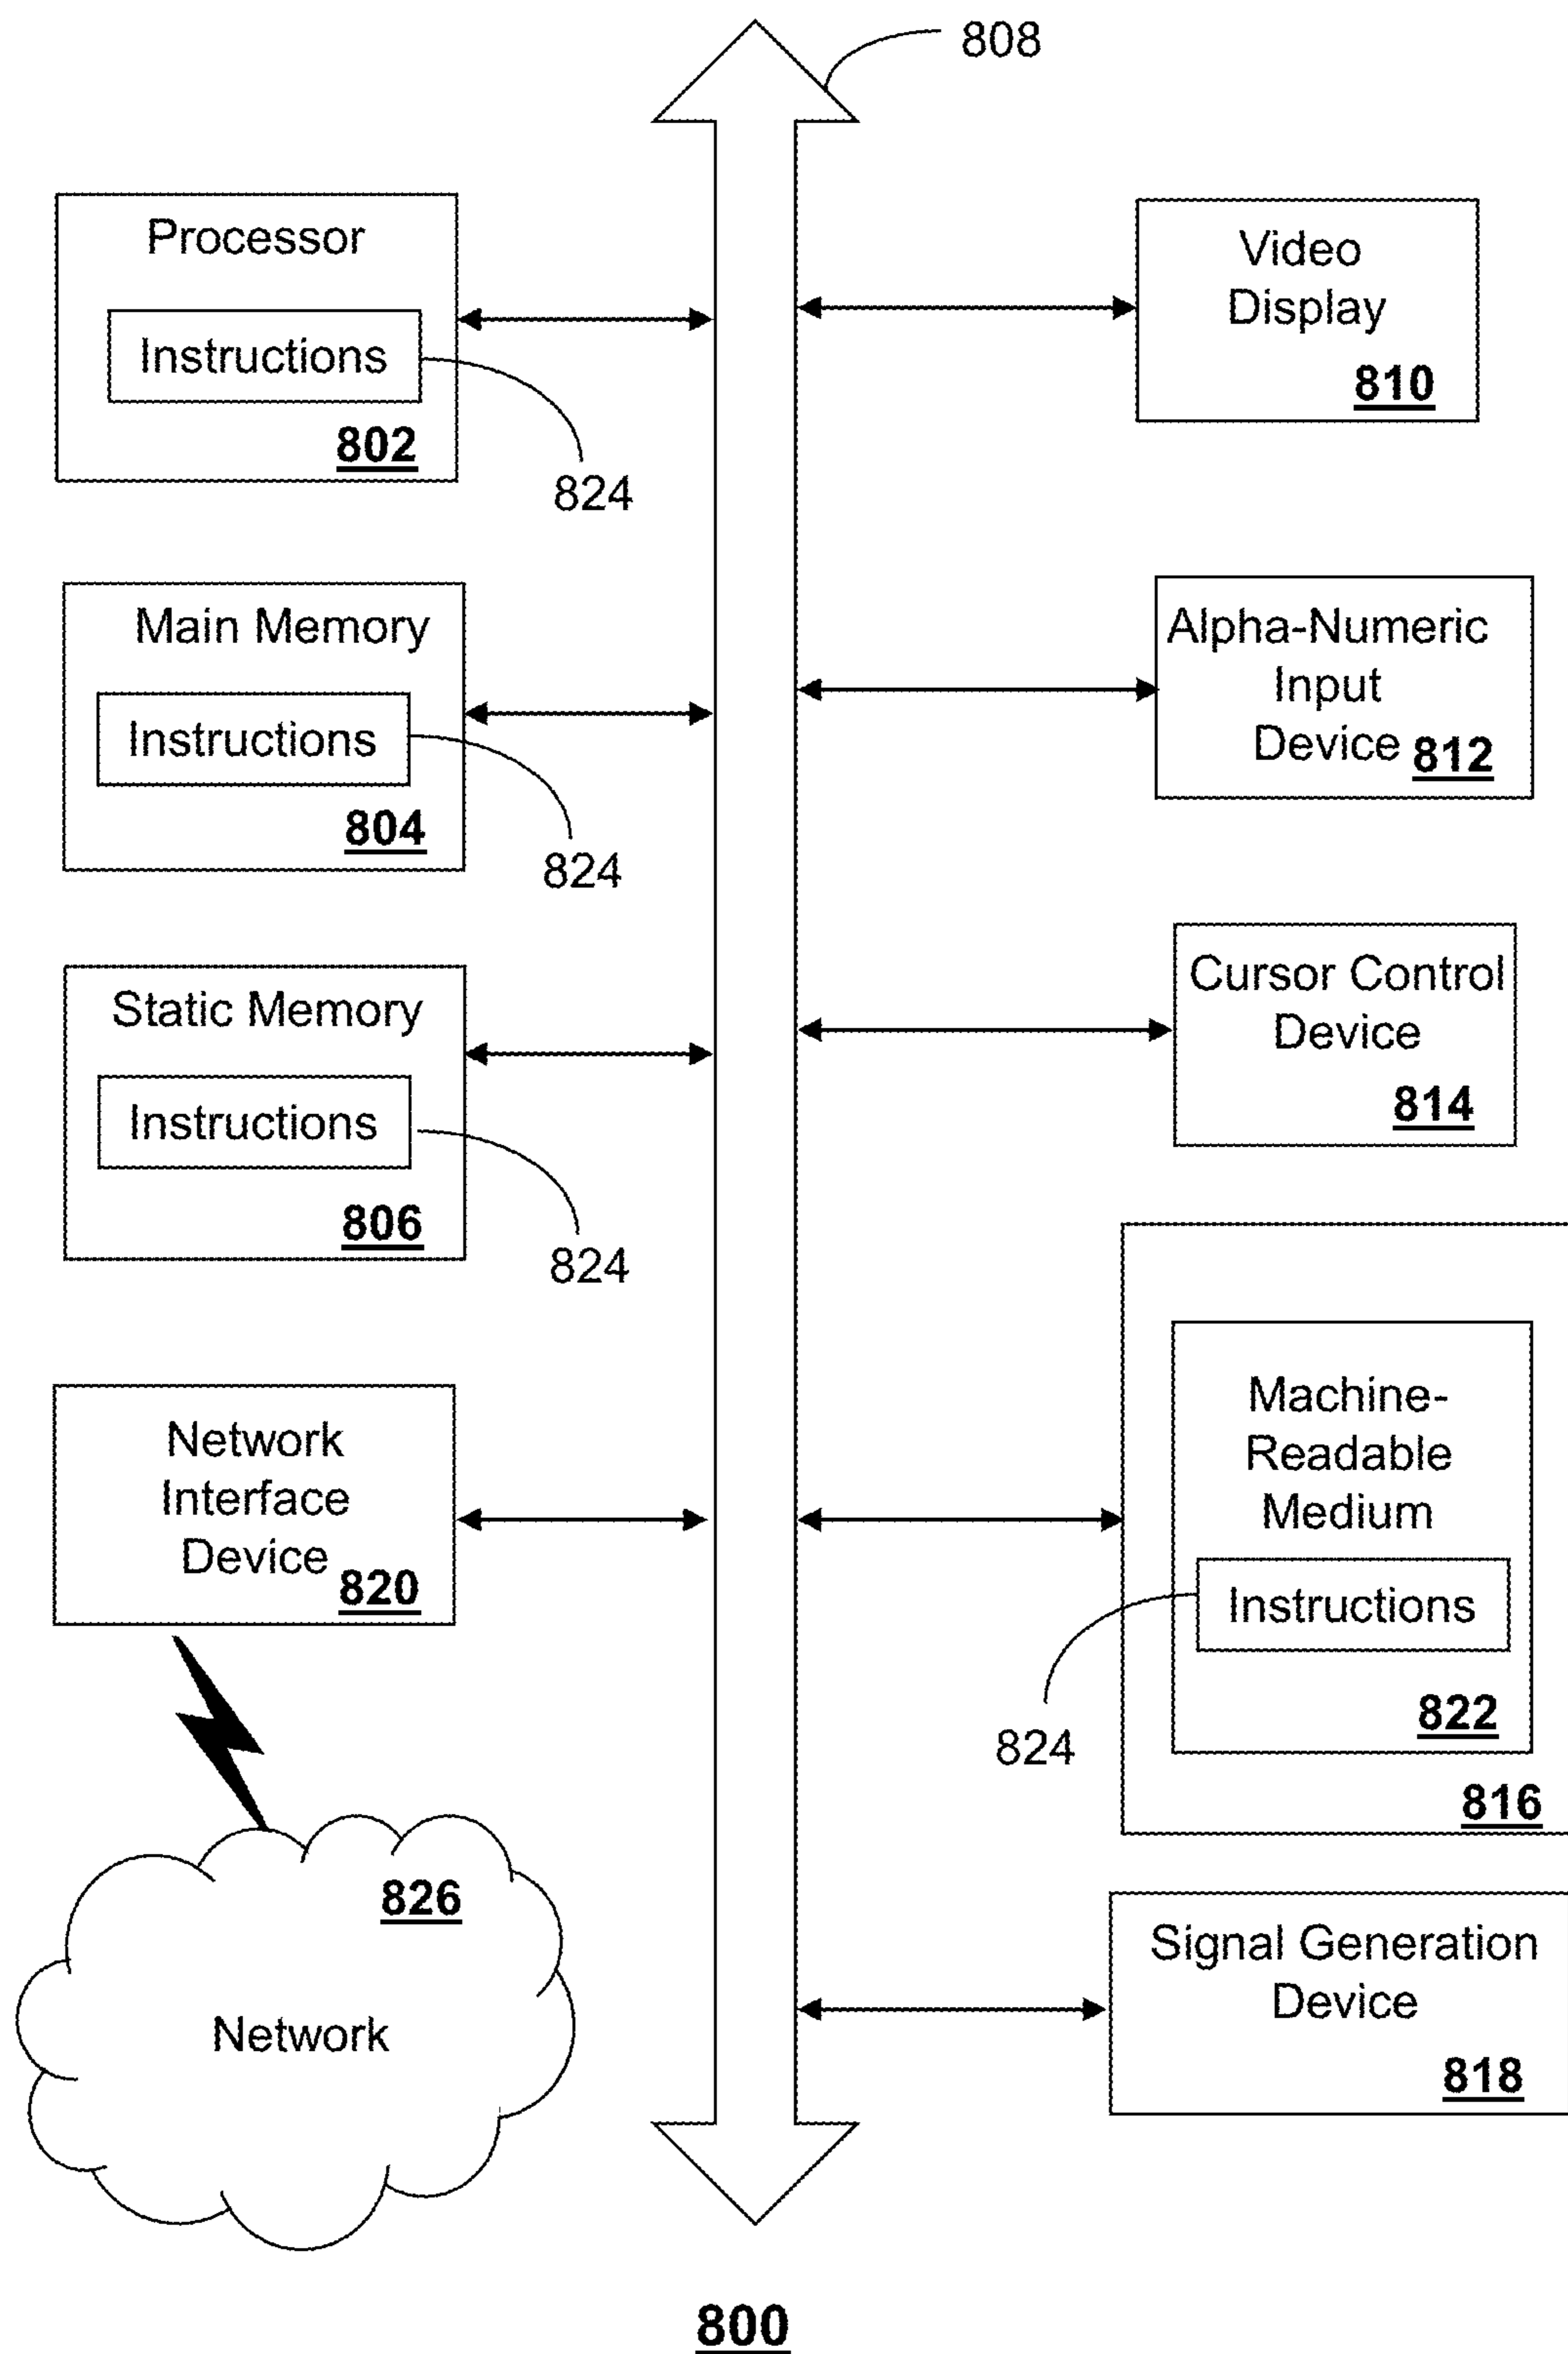 808
Processor
Instructions
802
824
Video
Display
810
Main Memory
Instructions
804
824
Alpha-Numeric
Input
Device 812
Static Memory
Instructions
806
824
Cursor Control
Device
814
Network
Interface
Device 820
Machine-
Readable
Medium
Instructions
822
824
816
826
Network
Signal Generation
Device
818
800